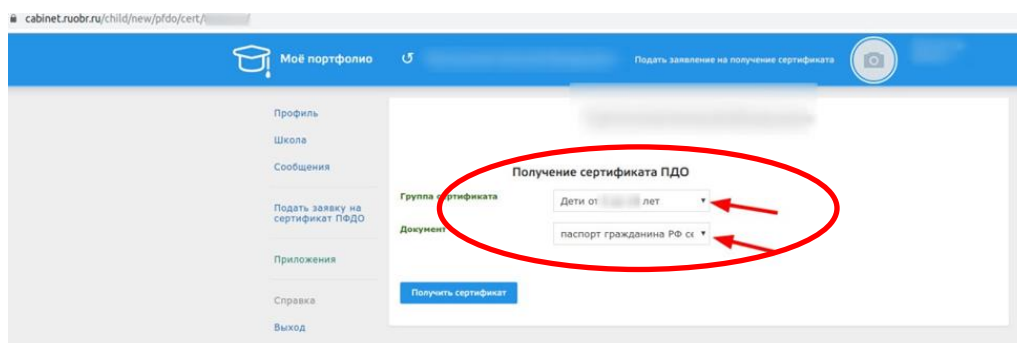 cabinet.ruobr.ru/child/new/pfdo/cert/
Моё портфолио
Подать заявление на получение сертификата
Профиль
Школа
Сообщения
Подать заявку на
сертификат ПФДО
Приложения
Справка
Выход
Получение сертификата ПДО
Группа сертификата
Дети от лет
Документ
паспорт гражданина РФ се
Получить сертификат